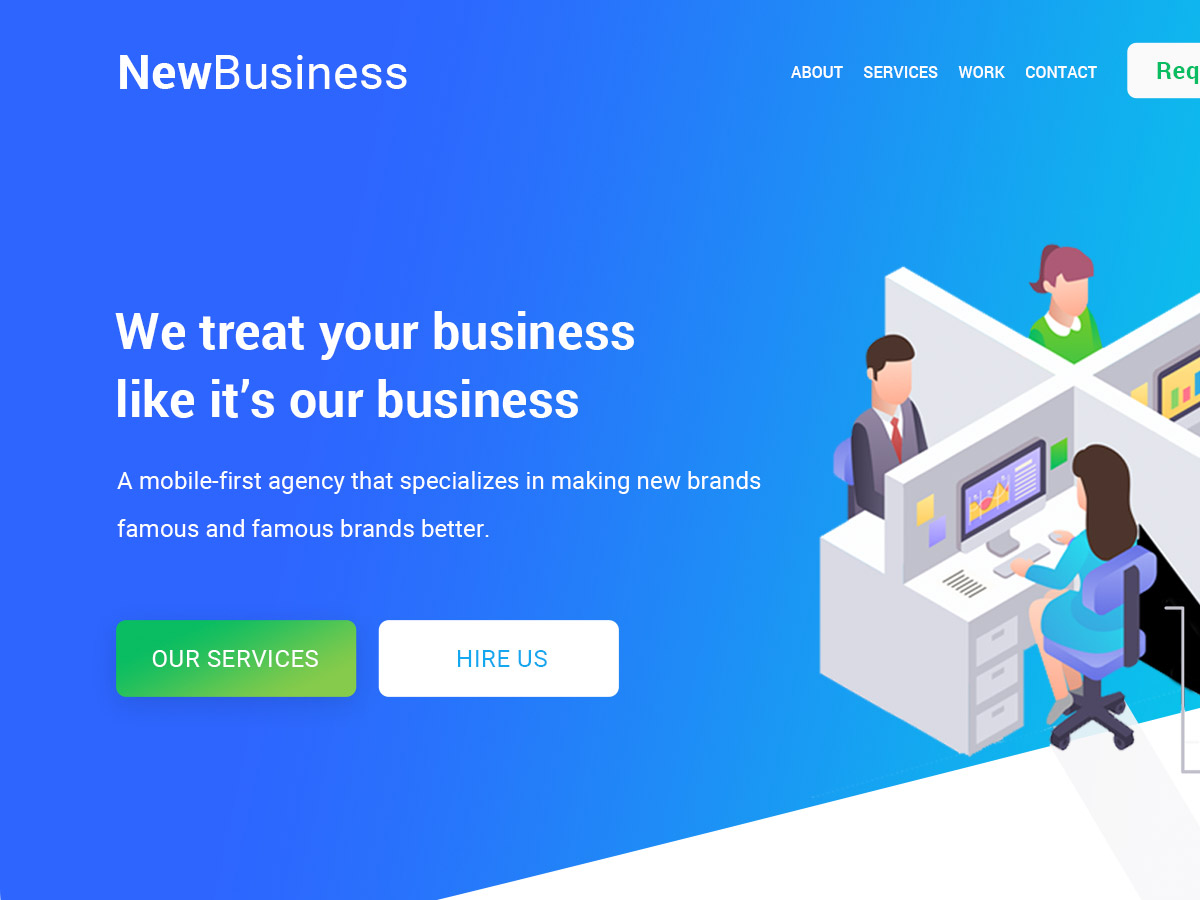 NewBusiness
ABOUT SERVICES WORK CONTACT
We treat your business
like it’s our business
A mobile-first agency that specializes in making new brands
famous and famous brands better.
OUR SERVICES HIRE US